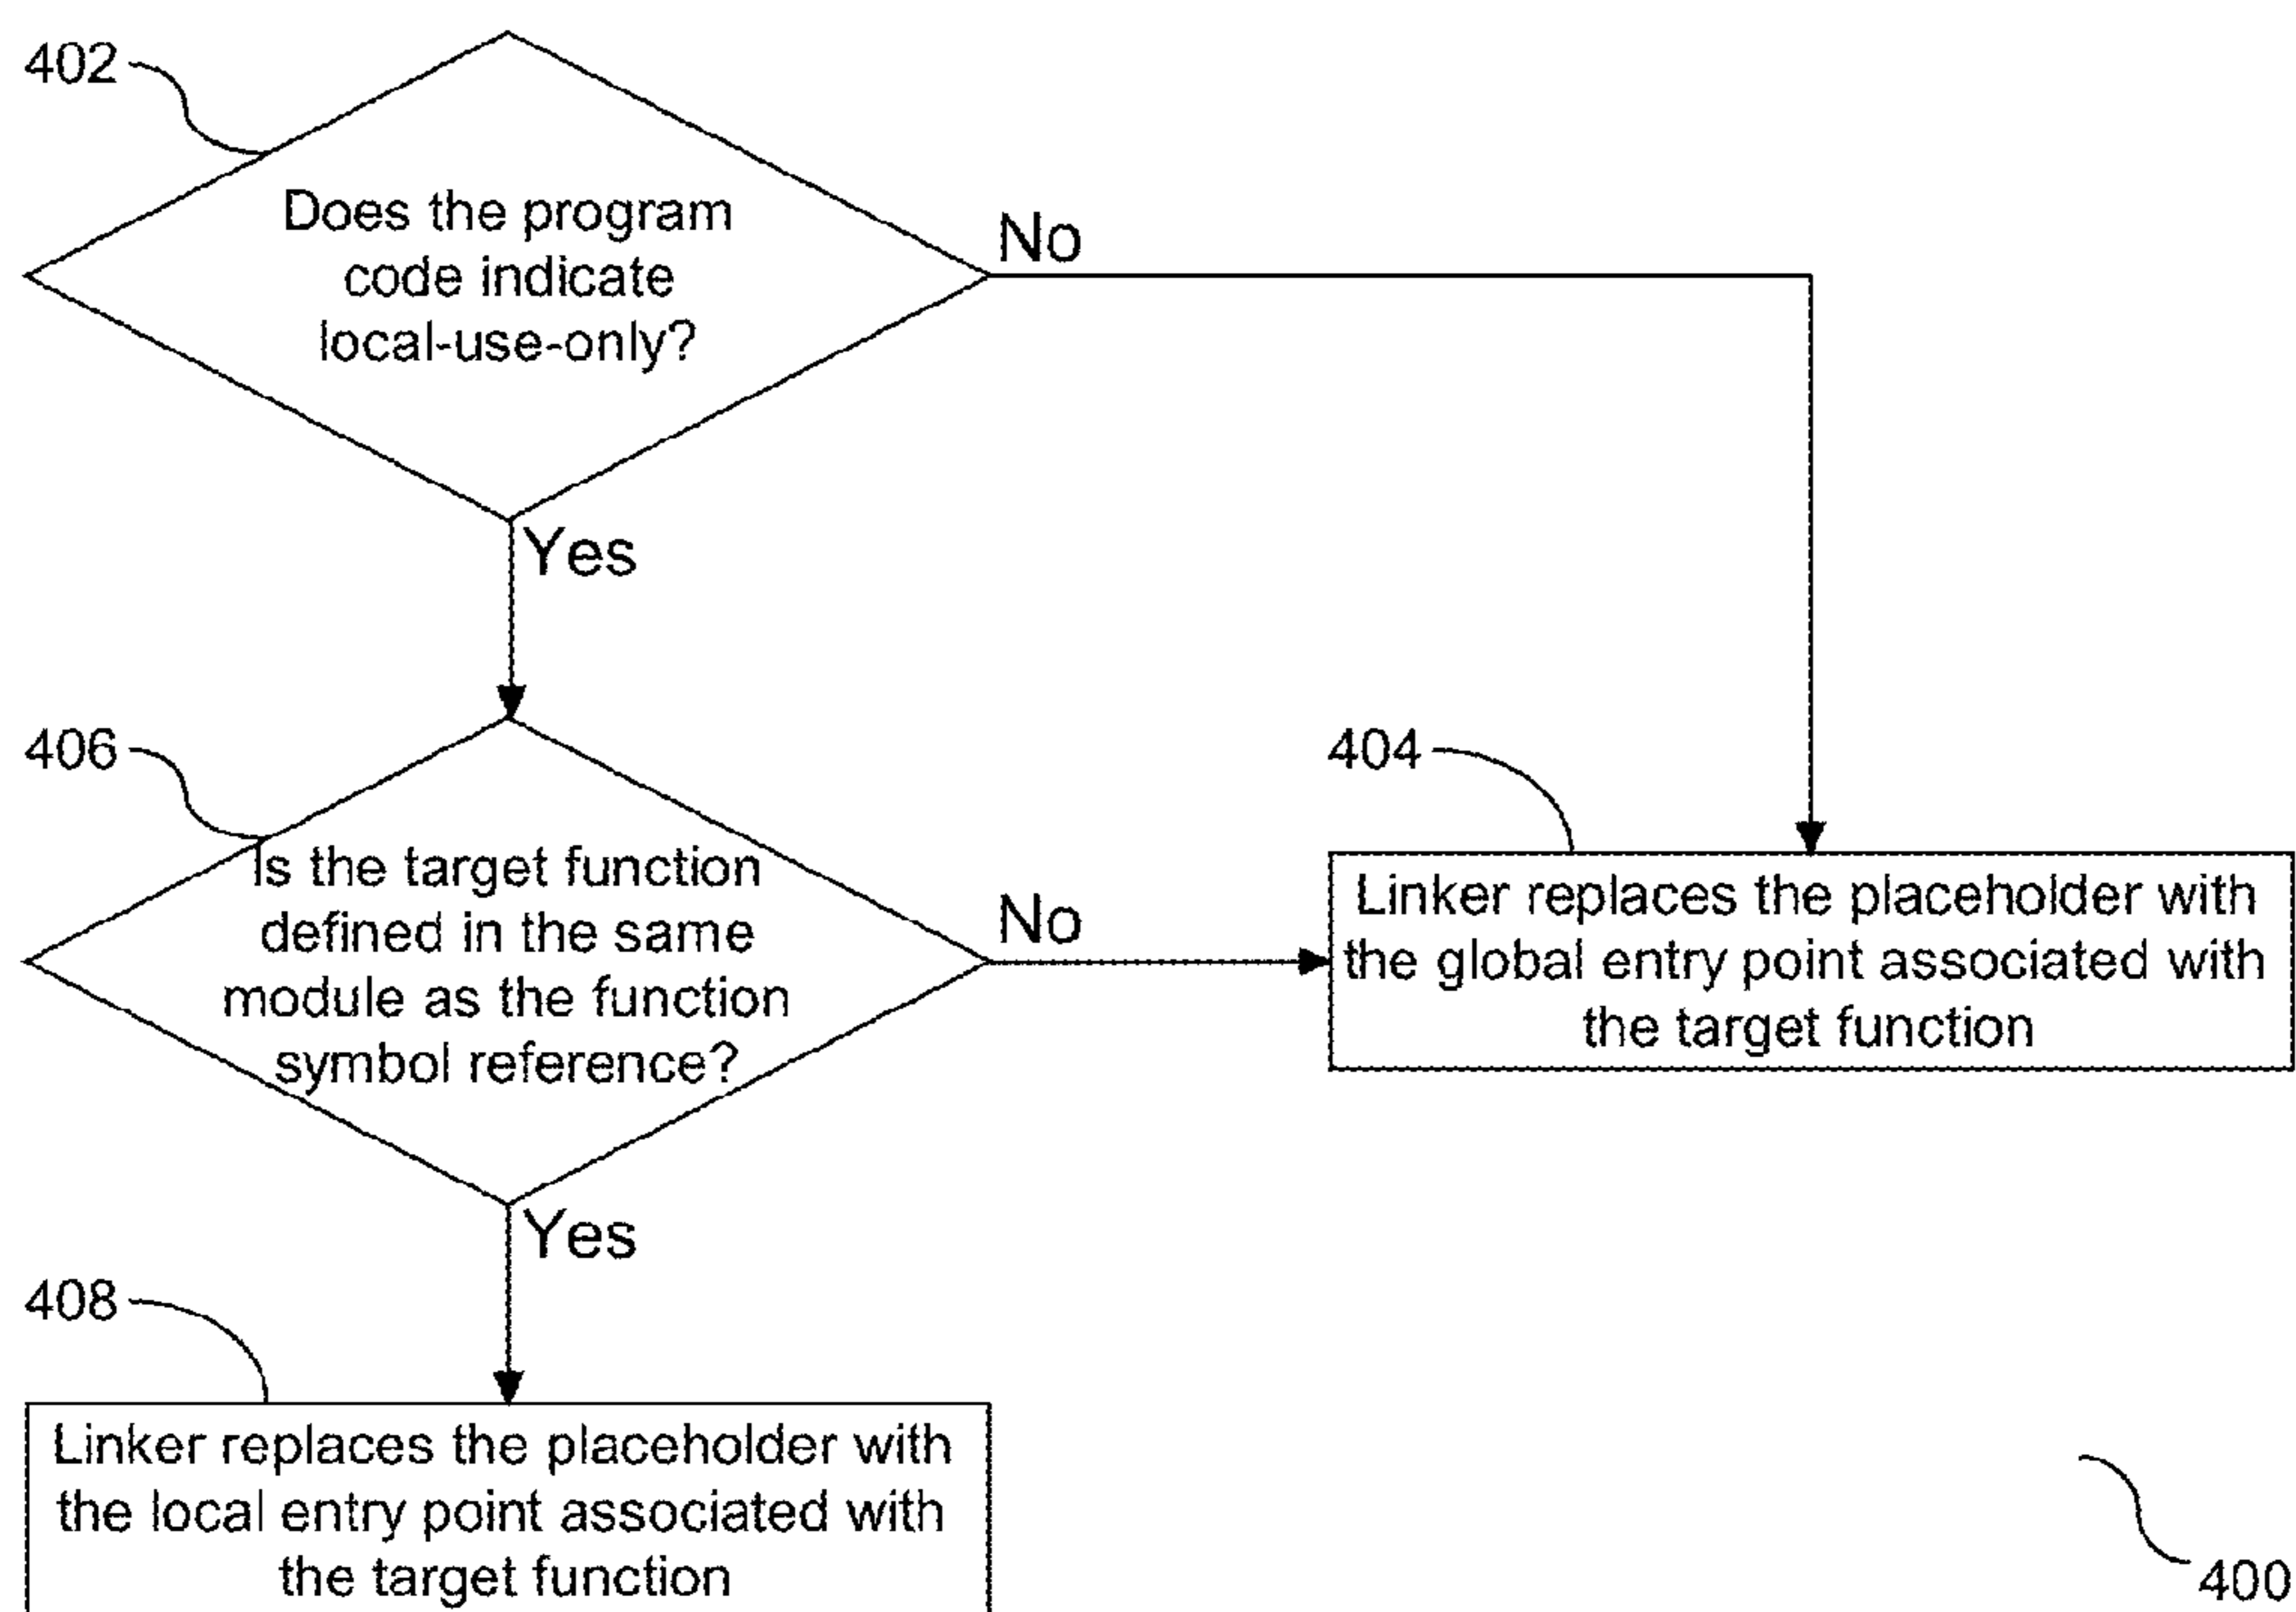 402
Does the program
code indicate
local-use-only?
No
Yes
406
Is the target function
defined in the same
module as the function
symbol reference?
No
404
Linker replaces the placeholder with
the global entry point associated with
the target function
Yes
408
Linker replaces the placeholder with
the local entry point associated with
the target function
400